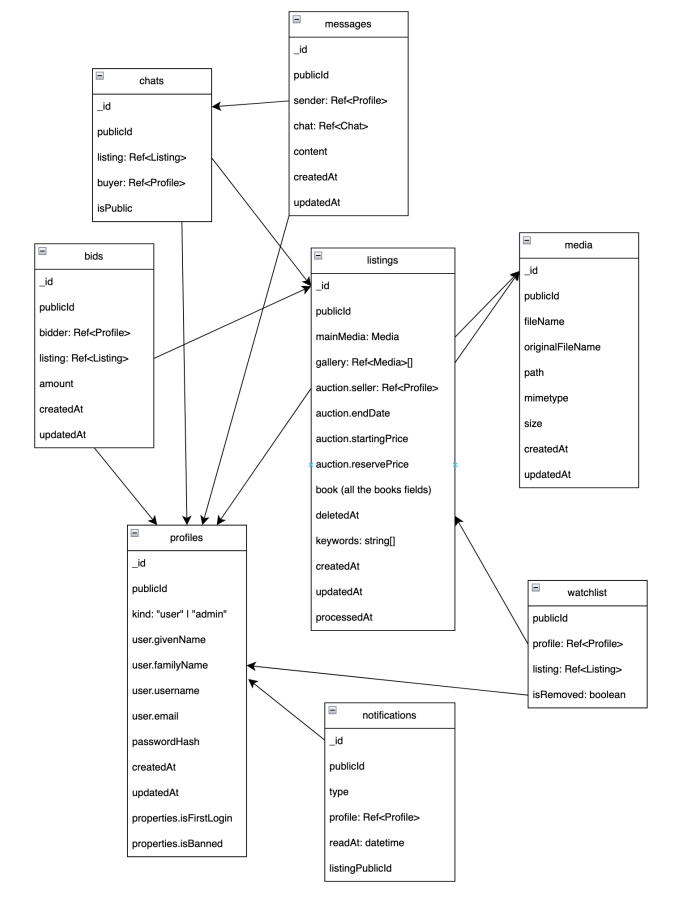 messages
_id
publicId
sender: Ref<Profile>
chat: Ref<Chat>
content
createdAt
updatedAt
chats
_id
publicId
listing: Ref<Listing>
buyer: Ref<Profile>
isPublic
bids
_id
publicId
bidder: Ref<Profile>
listing: Ref<Listing>
amount
createdAt
updatedAt
listings
_id
publicId
mainMedia: Media
gallery: Ref<Media>[]
auction.seller: Ref<Profile>
auction.endDate
auction.startingPrice
auction.reservePrice
book (all the books fields)
deletedAt
keywords: string[]
createdAt
updatedAt
processedAt
media
_id
publicId
fileName
originalFileName
path
mimetype
size
createdAt
updatedAt
profiles
_id
publicId
kind: "user" | "admin"
user.givenName
user.familyName
user.username
user.email
passwordHash
createdAt
updatedAt
properties.isFirstLogin
properties.isBanned
watchlist
publicId
profile: Ref<Profile>
listing: Ref<Listing>
isRemoved: boolean
notifications
_id
publicId
type
profile: Ref<Profile>
readAt: datetime
listingPublicId